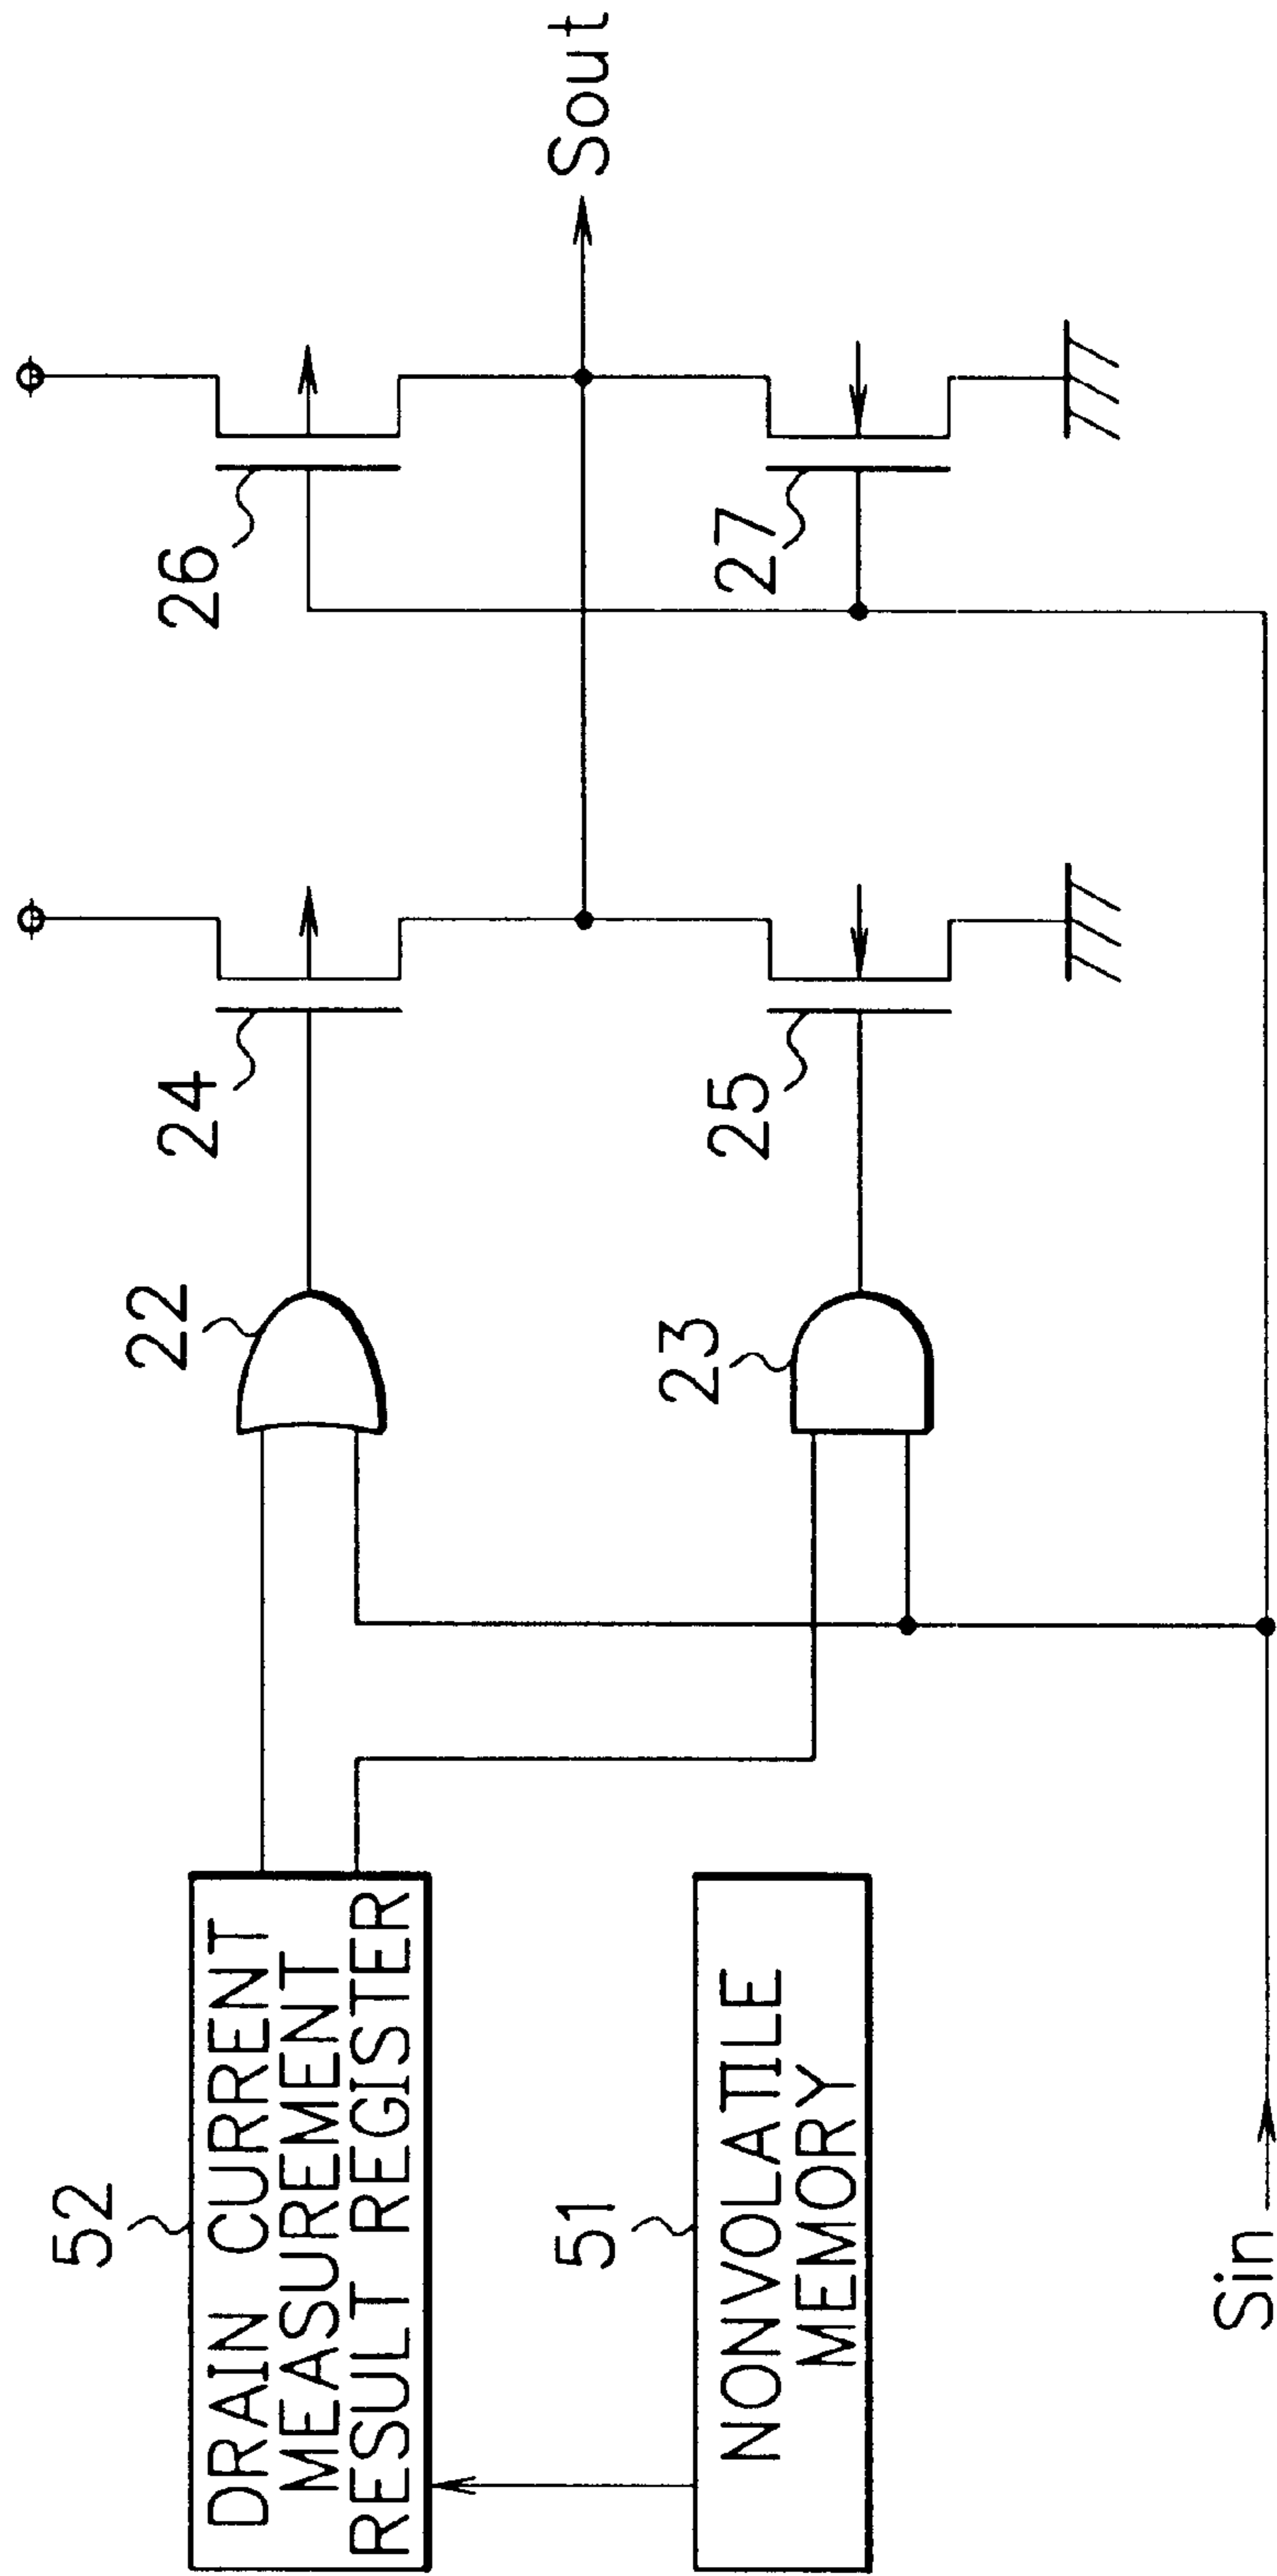 52
DRAIN CURRENT
MEASUREMENT
RESULT REGISTER
51
NONVOLATILE
MEMORY
Sin
22
23
24
25
26
27
Sout